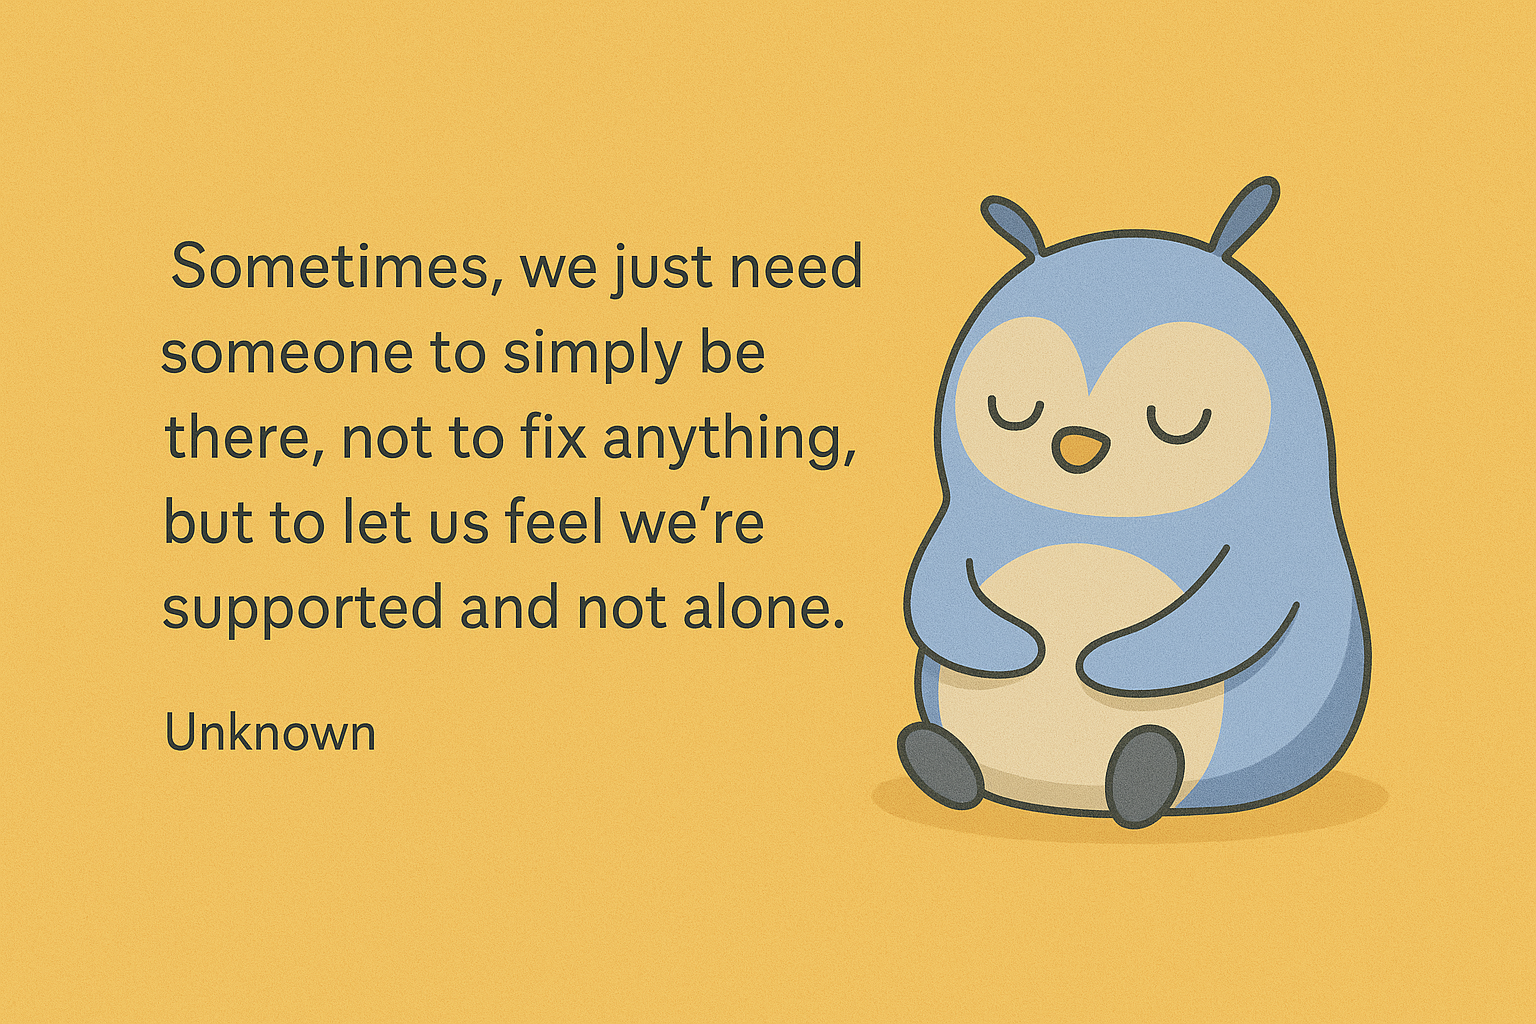 Sometimes, we just need
someone to simply be
there, not to fix anything,
but to let us feel we’re
supported and not alone.
Unknown